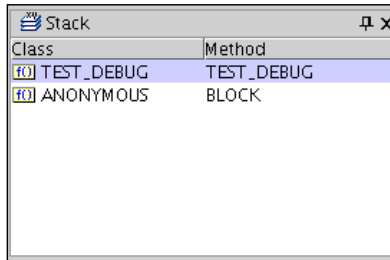 Stack
Class Method
f() TEST_DEBUG TEST_DEBUG
f() ANONYMOUS BLOCK